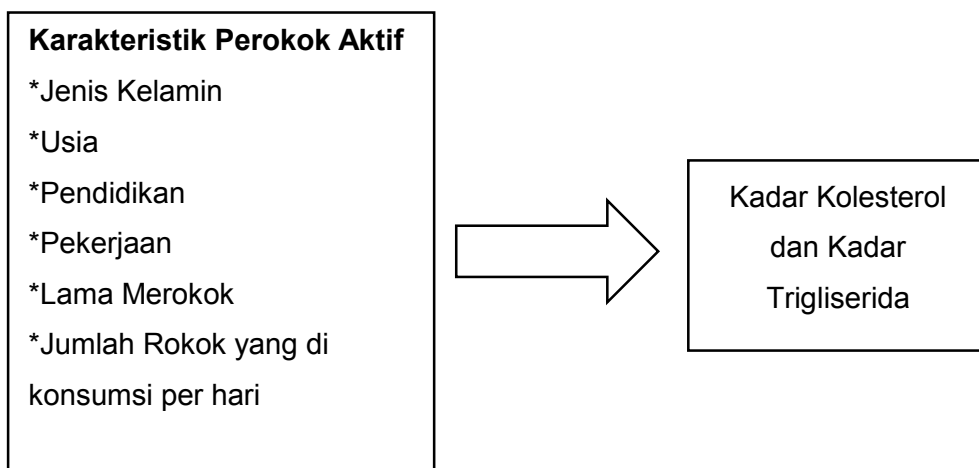 Karakteristik Perokok Aktif
*Jenis Kelamin
*Usia
*Pendidikan
*Pekerjaan
*Lama Merokok
*Jumlah Rokok yang di
konsumsi per hari
Kadar Kolesterol
dan Kadar
Trigliserida